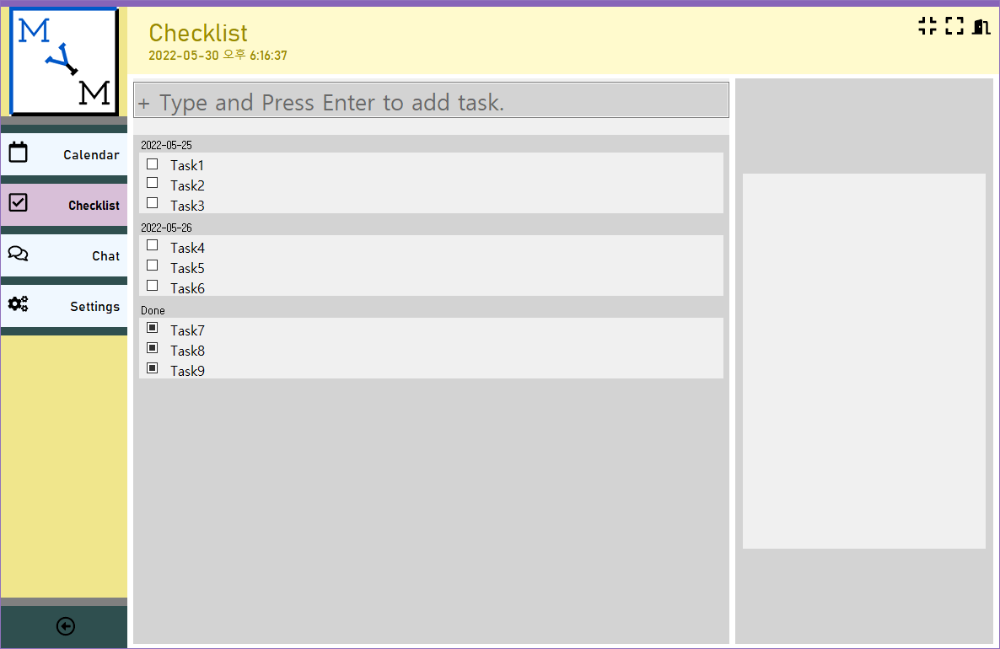 M
Y
M
Checklist
2022-05-30 오후 6:16:37
Calendar
Checklist
Chat
Settings
+ Type and Press Enter to add task.
2022-05-25
Task1
Task2
Task3
2022-05-26
Task4
Task5
Task6
Done
Task7
Task8
Task9